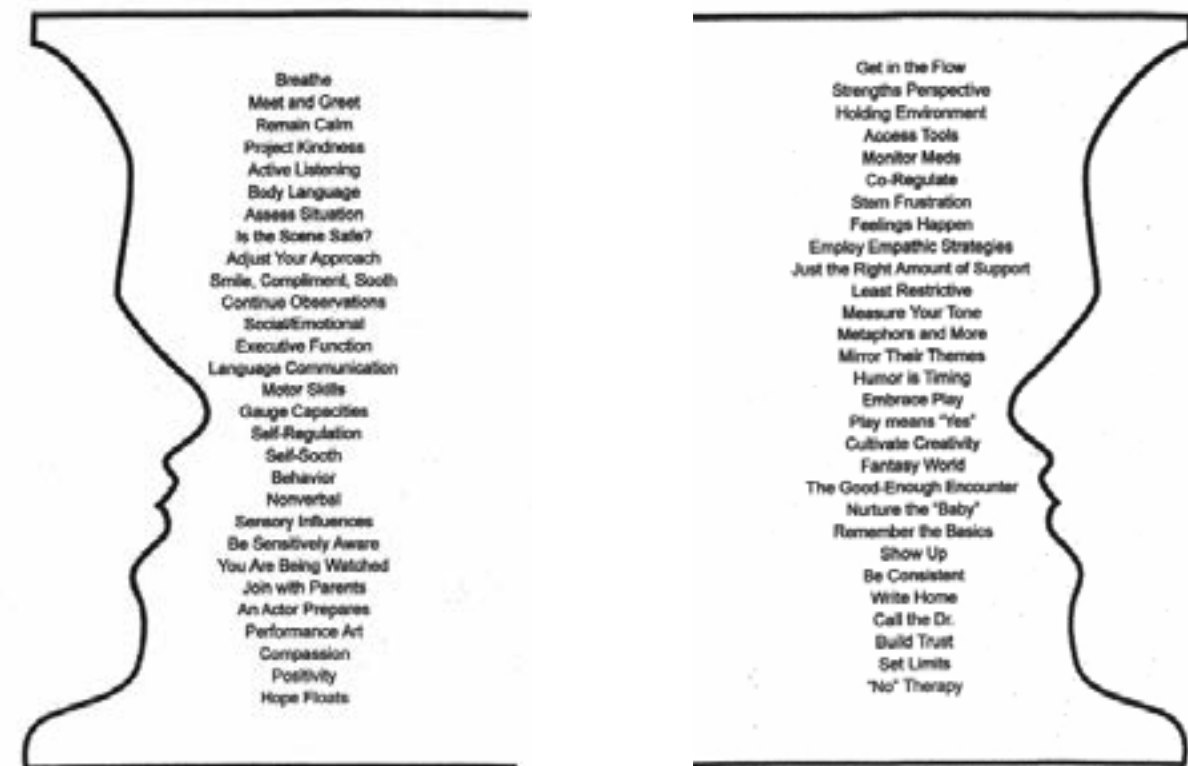 Breathe
Meet and Greet
Remain Calm
Project Kindness
Active Listening
Body Language
Assess Situation
Is the Scene Safe?
Adjust Your Approach
Smile, Compliment, Sooth
Continue Observations
Social/Emotional
Executive Function
Language Communication
Motor Skills
Gauge Capacities
Self-Regulation
Self-Sooth
Behavior
Nonverbal
Sensory Influences
Be Sensitively Aware
You Are Being Watched
Join with Parents
An Actor Prepares
Performance Art
Compassion
Positivity
Hope Floats
Get in the Flow
Strengths Perspective
Holding Environment
Access Tools
Monitor Meds
Co-Regulate
Stem Frustration
Feelings Happen
Employ Empathic Strategies
Just the Right Amount of Support
Least Restrictive
Measure Your Tone
Metaphors and More
Mirror Their Themes
Humor is Timing
Embrace Play
Play means "Yes"
Cultivate Creativity
Fantasy World
The Good-Enough Encounter
Nurture the "Baby"
Remember the Basics
Show Up
Be Consistent
Write Home
Call the Dr.
Build Trust
Set Limits
"No" Therapy